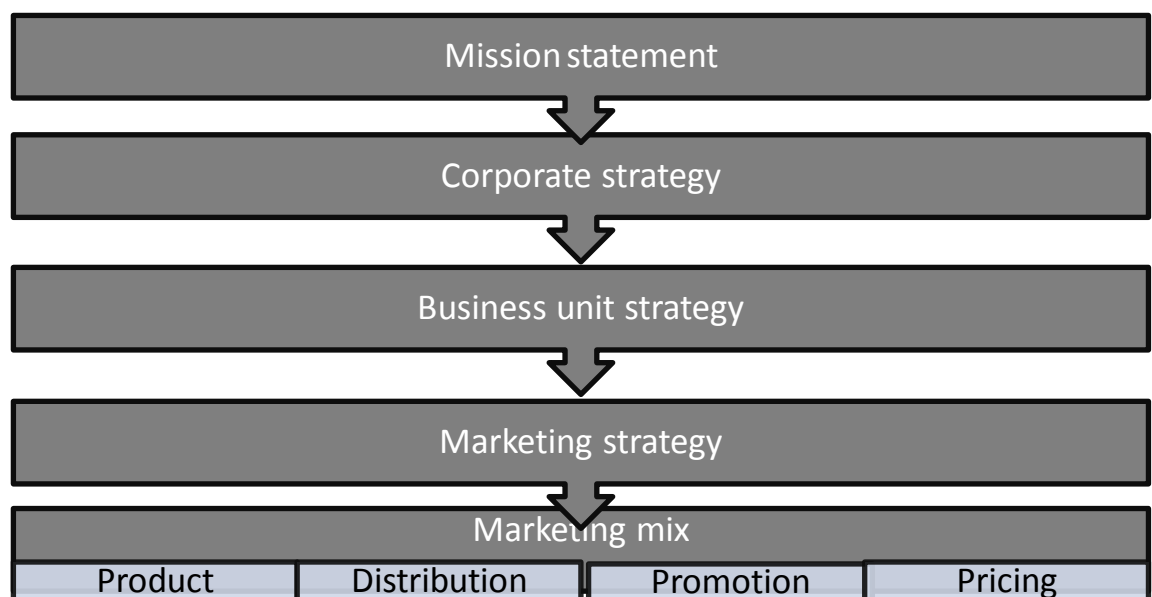 Mission statement
Corporate strategy
Business unit strategy
Marketing strategy
Marketing mix
Product Distribution Promotion Pricing